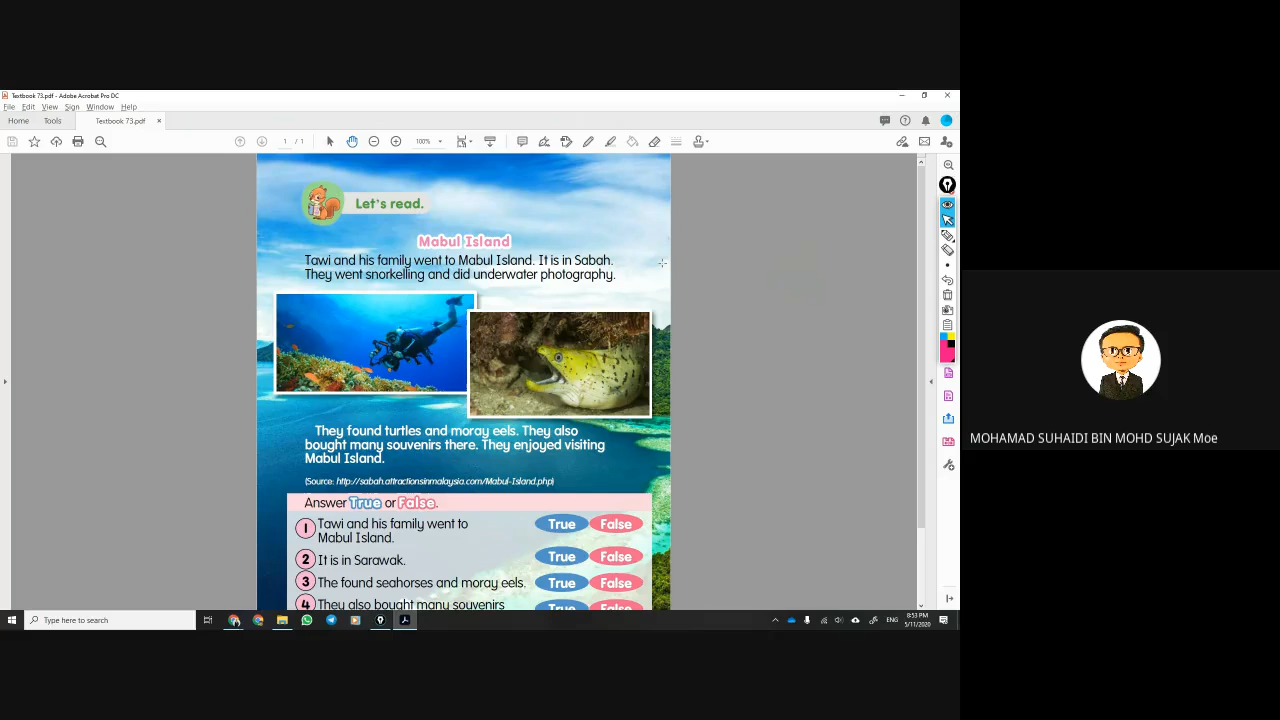 Textbook 73.pdf - Adobe Acrobat Pro DC
File Edit View Sign Window Help
Home Tools Textbook 73.pdf ×
1 / 1 100%
Let's read.
Mabul Island
Tawi and his family went to Mabul Island. It is in Sabah.
They went snorkelling and did underwater photography.
They found turtles and moray eels. They also
bought many souvenirs there. They enjoyed visiting
Mabul Island.
(Source: http://sabah.attractionsinmalaysia.com/Mabul-Island.php)
Answer True or False.
1 Tawi and his family went to True False
Mabul Island.
2 It is in Sarawak. True False
3 The found seahorses and moray eels. True False
4 They also bought many souvenirs True False
MOHAMAD SUHAIDI BIN MOHD SUJAK Moe
Type here to search
ENG
8:53 PM
5/11/2020